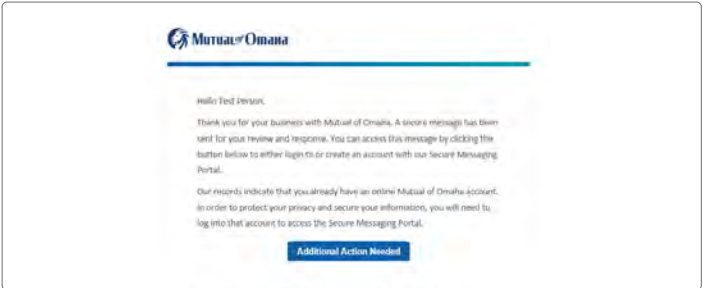 Mutual of Omaha
Hello Test Person,
Thank you for your business with Mutual of Omaha. A secure message has been
sent for your review and response. You can access this message by clicking the
button below to either login to or create an account with our Secure Messaging
Portal.
Our records indicate that you already have an online Mutual of Omaha account.
In order to protect your privacy and secure your information, you will need to
log into that account to access the Secure Messaging Portal.
Additional Action Needed